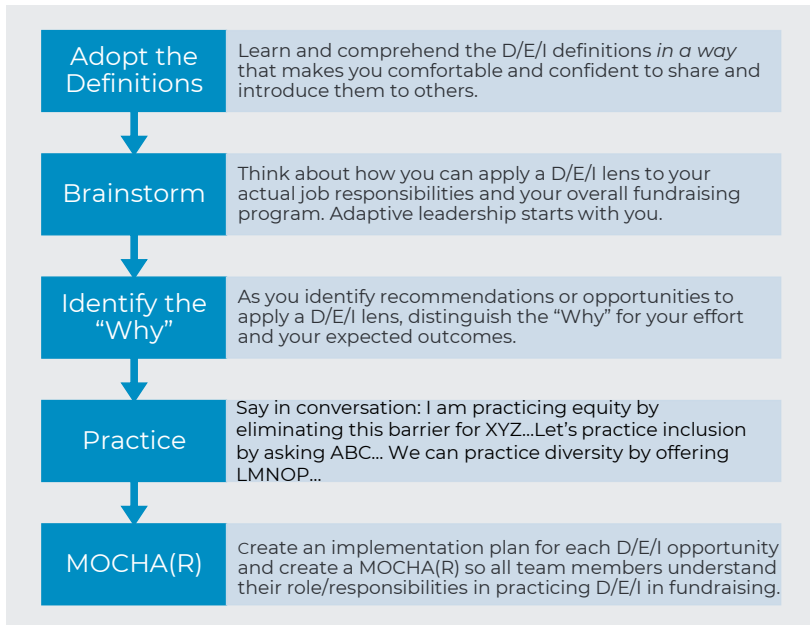 Adopt the
Definitions
Learn and comprehend the D/E/I definitions in a way
that makes you comfortable and confident to share and
introduce them to others.
Brainstorm
Think about how you can apply a D/E/I lens to your
actual job responsibilities and your overall fundraising
program. Adaptive leadership starts with you.
Identify the
“Why”
As you identify recommendations or opportunities to
apply a D/E/I lens, distinguish the “Why” for your effort
and your expected outcomes.
Practice
Say in conversation: I am practicing equity by
eliminating this barrier for XYZ...Let’s practice inclusion
by asking ABC... We can practice diversity by offering
LMNOP...
MOCHA(R)
Create an implementation plan for each D/E/I opportunity
and create a MOCHA(R) so all team members understand
their role/responsibilities in practicing D/E/I in fundraising.